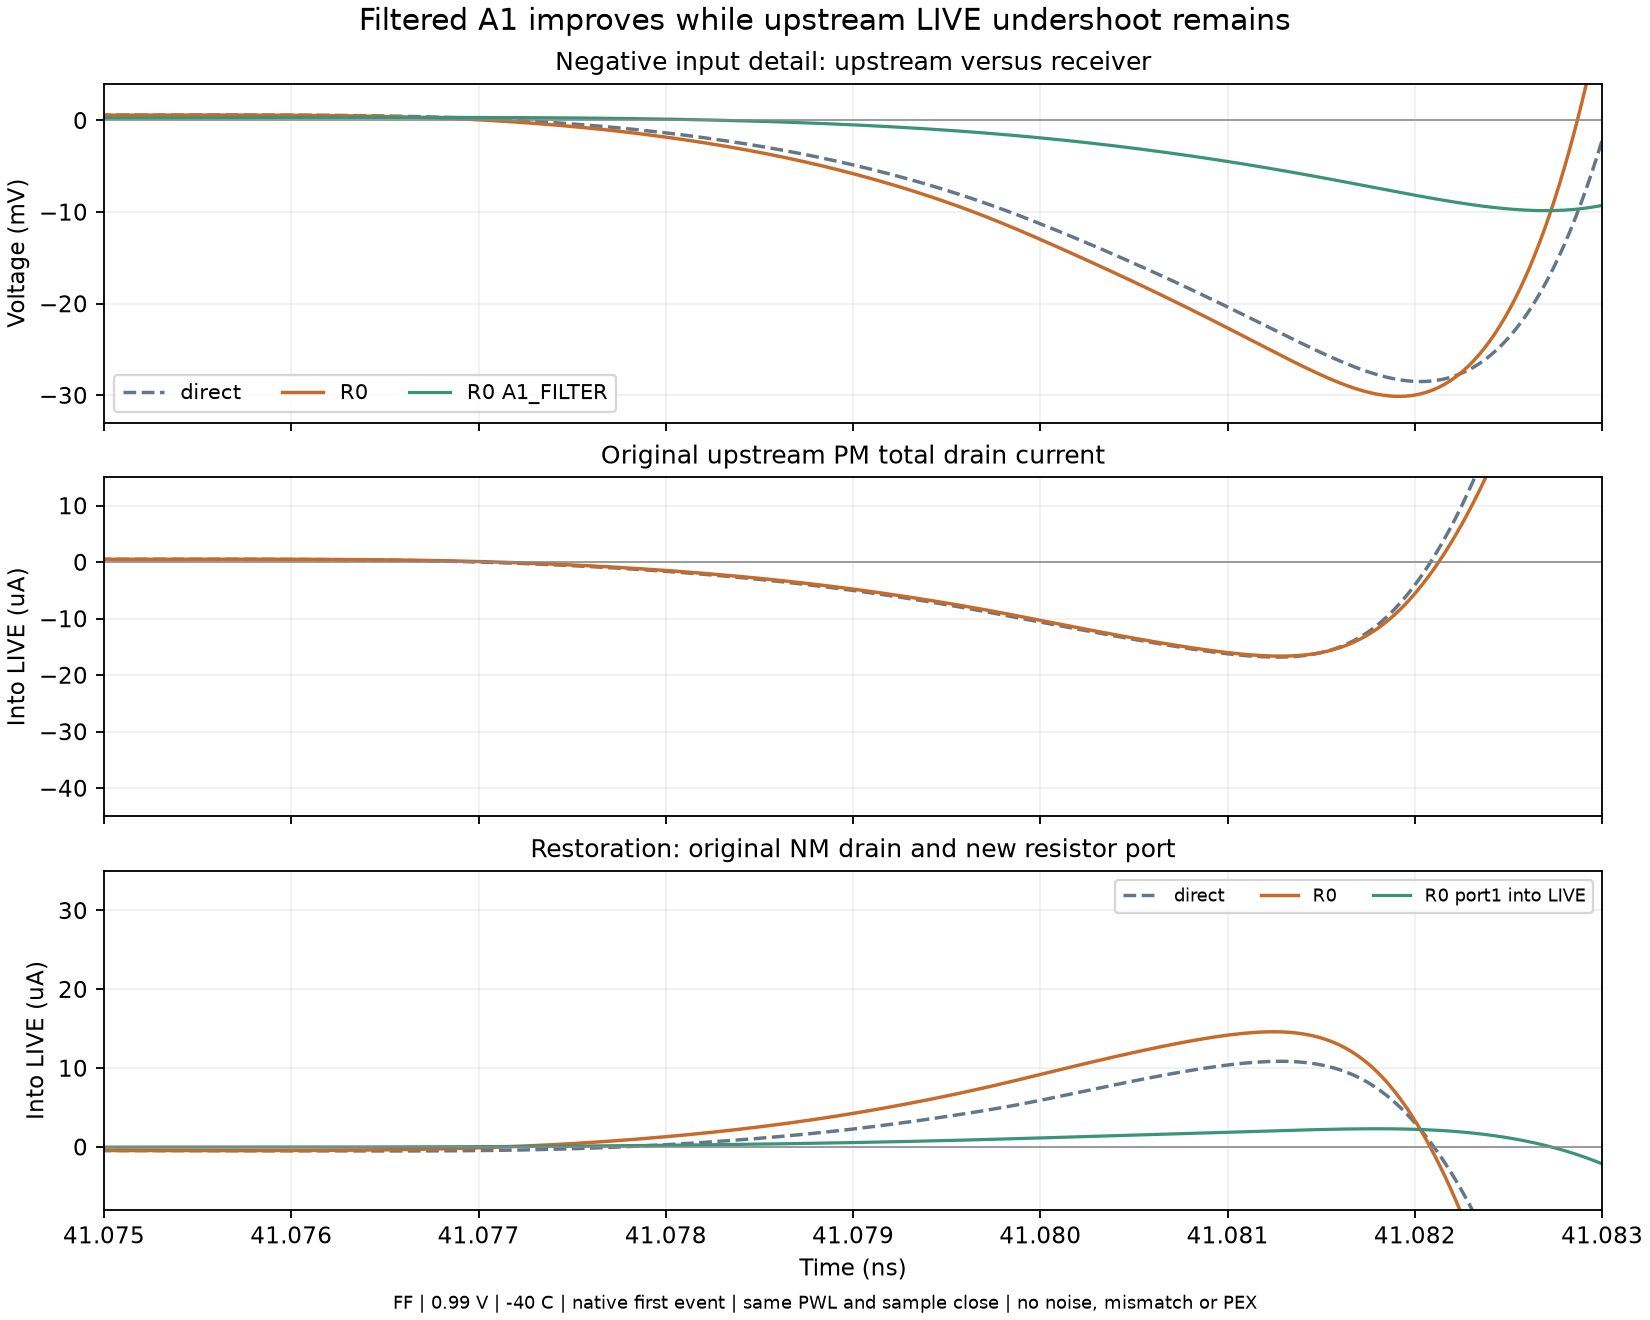 Filtered A1 improves while upstream LIVE undershoot remains
Negative input detail: upstream versus receiver
Voltage (mV)
0
−10
−20
−30
direct
R0
R0 A1_FILTER
Original upstream PM total drain current
Into LIVE (uA)
10
0
−10
−20
−30
−40
Restoration: original NM drain and new resistor port
Into LIVE (uA)
30
20
10
0
direct
R0
R0 port1 into LIVE
41.075
41.076
41.077
41.078
41.079
41.080
41.081
41.082
41.083
Time (ns)
FF | 0.99 V | -40 C | native first event | same PWL and sample close | no noise, mismatch or PEX